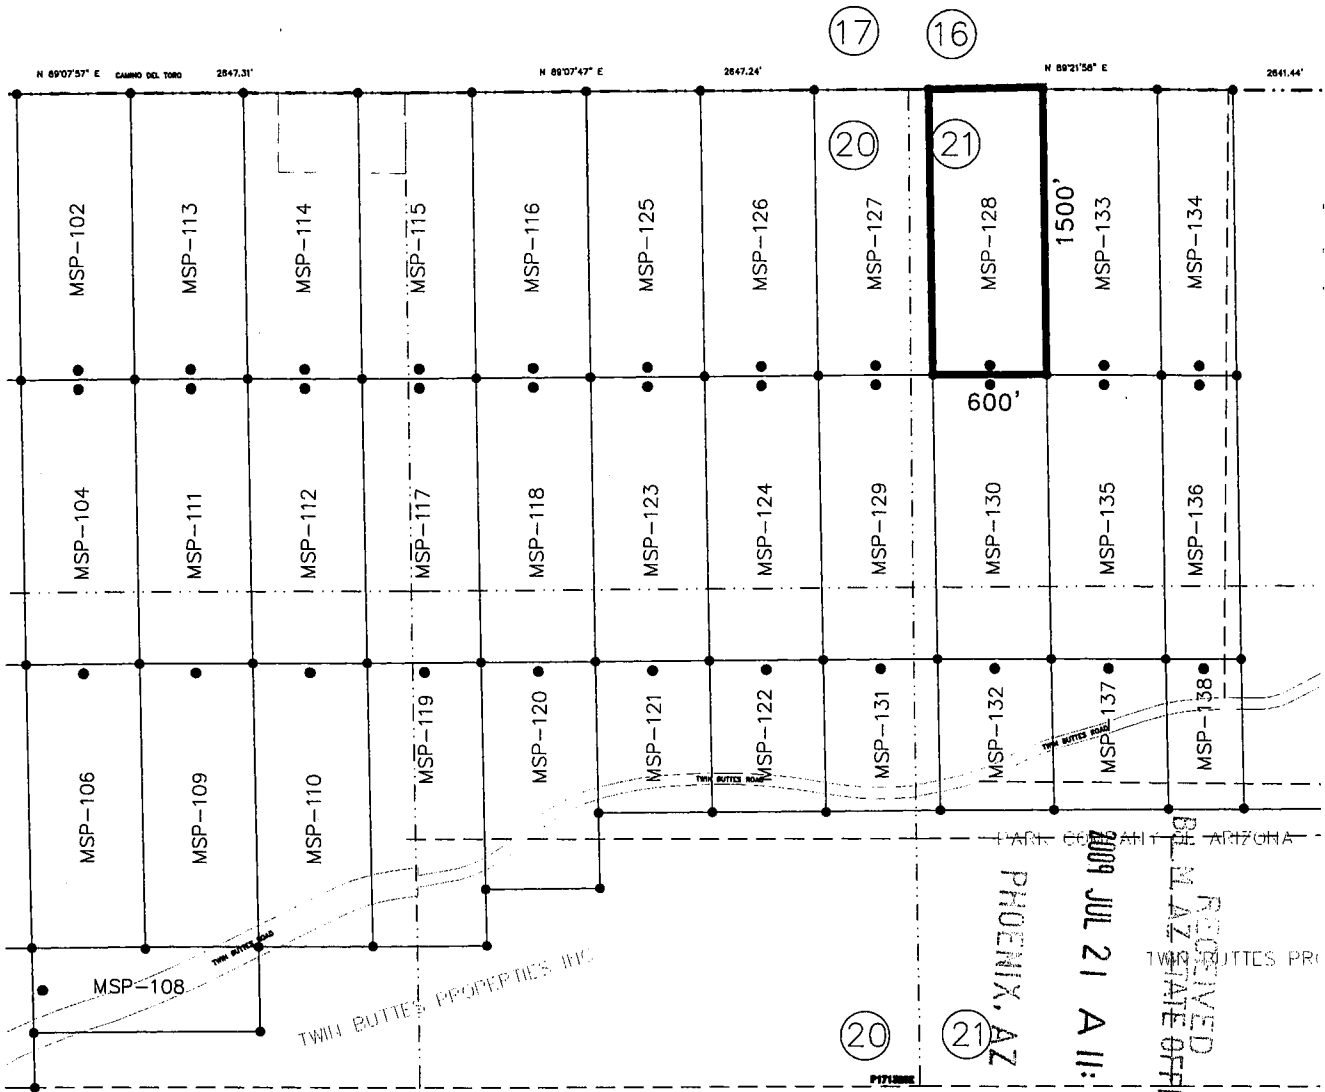 17 16
N 89°07'57" E CAMINO DEL TORO 2647.31' N 89°07'47" E 2647.24' N 89°21'58" E 2641.44'
20 21
MSP-102 MSP-113 MSP-114 MSP-115 MSP-116 MSP-125 MSP-126 MSP-127 MSP-128 1500' MSP-133 MSP-134
600'
MSP-104 MSP-111 MSP-112 MSP-117 MSP-118 MSP-123 MSP-124 MSP-129 MSP-130 MSP-135 MSP-136
MSP-119 MSP-120 MSP-121 MSP-122 MSP-131 MSP-132 MSP-137 MSP-138
TWIN BUTTES ROAD
TWIN BUTTES ROAD
MSP-106 MSP-109 MSP-110
PARK COMPANY OF ARIZONA
TWIN BUTTES ROAD
MSP-108
TWIN BUTTES PROPERTIES INC
TWIN BUTTES PRO
RECEIVED
BLM AZ STATE OFFI
2009 JUL 21 A 11:
PHOENIX, AZ
20 21